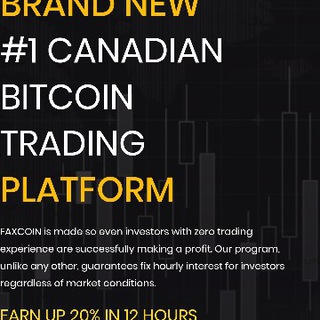 BRAND NEW
#1 CANADIAN
BITCOIN
TRADING
PLATFORM
FAXCOIN is made so even investors with zero trading
experience are successfully making a profit. Our program,
unlike any other, guarantees fix hourly interest for investors
regardless of market conditions.
EARN UP 20% IN 12 HOURS